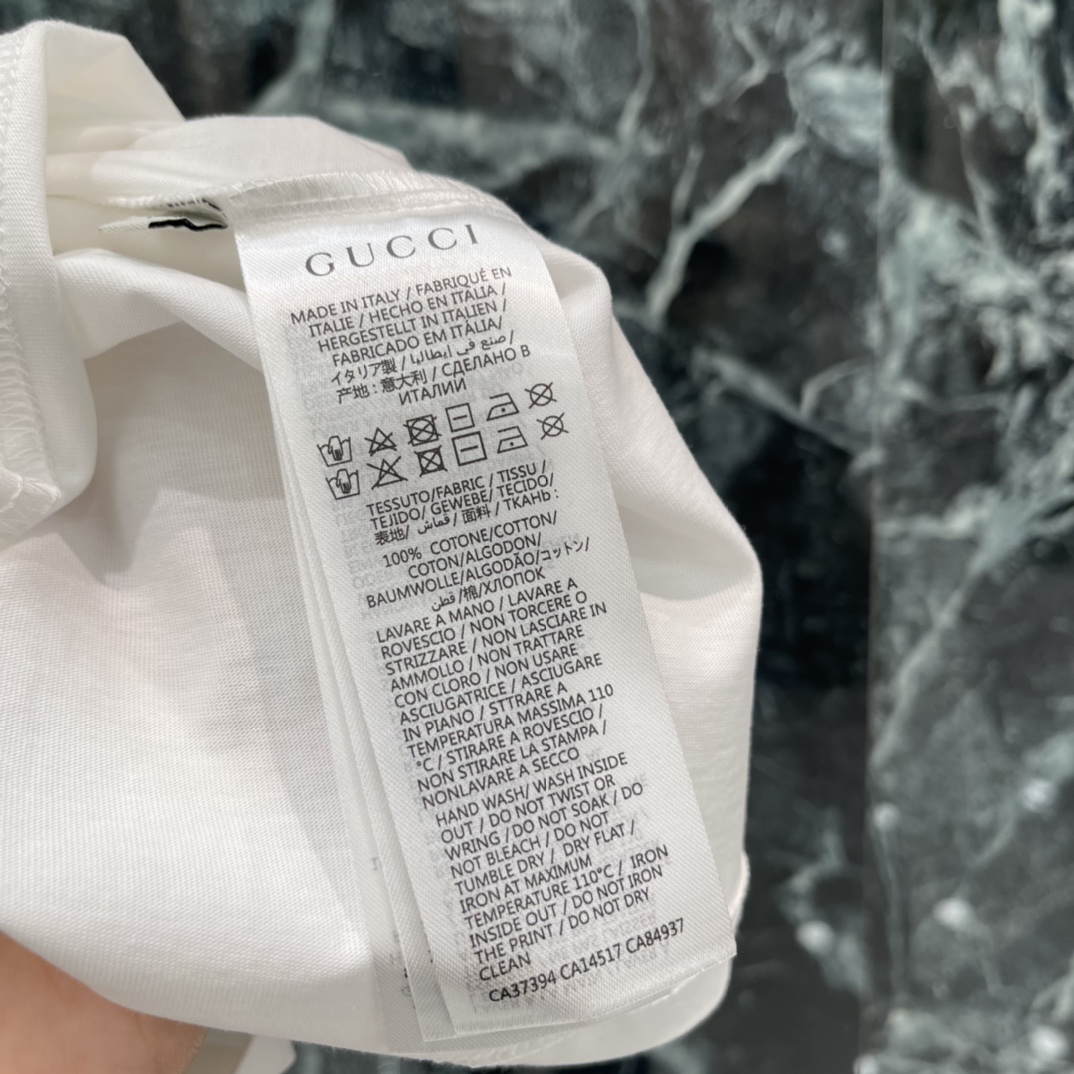 GUCCI
MADE IN ITALY / FABRIQUÉ EN
ITALIE / HECHO EN ITALIA /
HERGESTELLT IN ITALIEN /
FABRICADO EM ITÀLIA/
イタリア製 / صنع في ايطاليا /
产地 : 意大利 / СДЕЛАНО В
ИТАЛИИ
TESSUTO/FABRIC / TISSU /
TEJIDO/ GEWEBE/ TECIDO/
表地/ قماش / 面料 / TKAHb :
100% COTONE/COTTON/
COTON/ALGODON/
BAUMWOLLE/ALGODÃO/コットン/
قطن /棉/ХЛОПОК
LAVARE A MANO / LAVARE A
ROVESCIO / NON TORCERE O
STRIZZARE / NON LASCIARE IN
AMMOLLO / NON TRATTARE
CON CLORO / NON USARE
ASCIUGATRICE / ASCIUGARE
IN PIANO / STTRARE A
TEMPERATURA MASSIMA 110
°C / STIRARE A ROVESCIO /
NON STIRARE LA STAMPA /
NONLAVARE A SECCO
HAND WASH/ WASH INSIDE
OUT / DO NOT TWIST OR
WRING / DO NOT SOAK / DO
NOT BLEACH / DO NOT
TUMBLE DRY / DRY FLAT /
IRON AT MAXIMUM
TEMPERATURE 110°C / IRON
INSIDE OUT / DO NOT IRON
THE PRINT / DO NOT DRY
CLEAN
CA37394 CA14517 CA84937